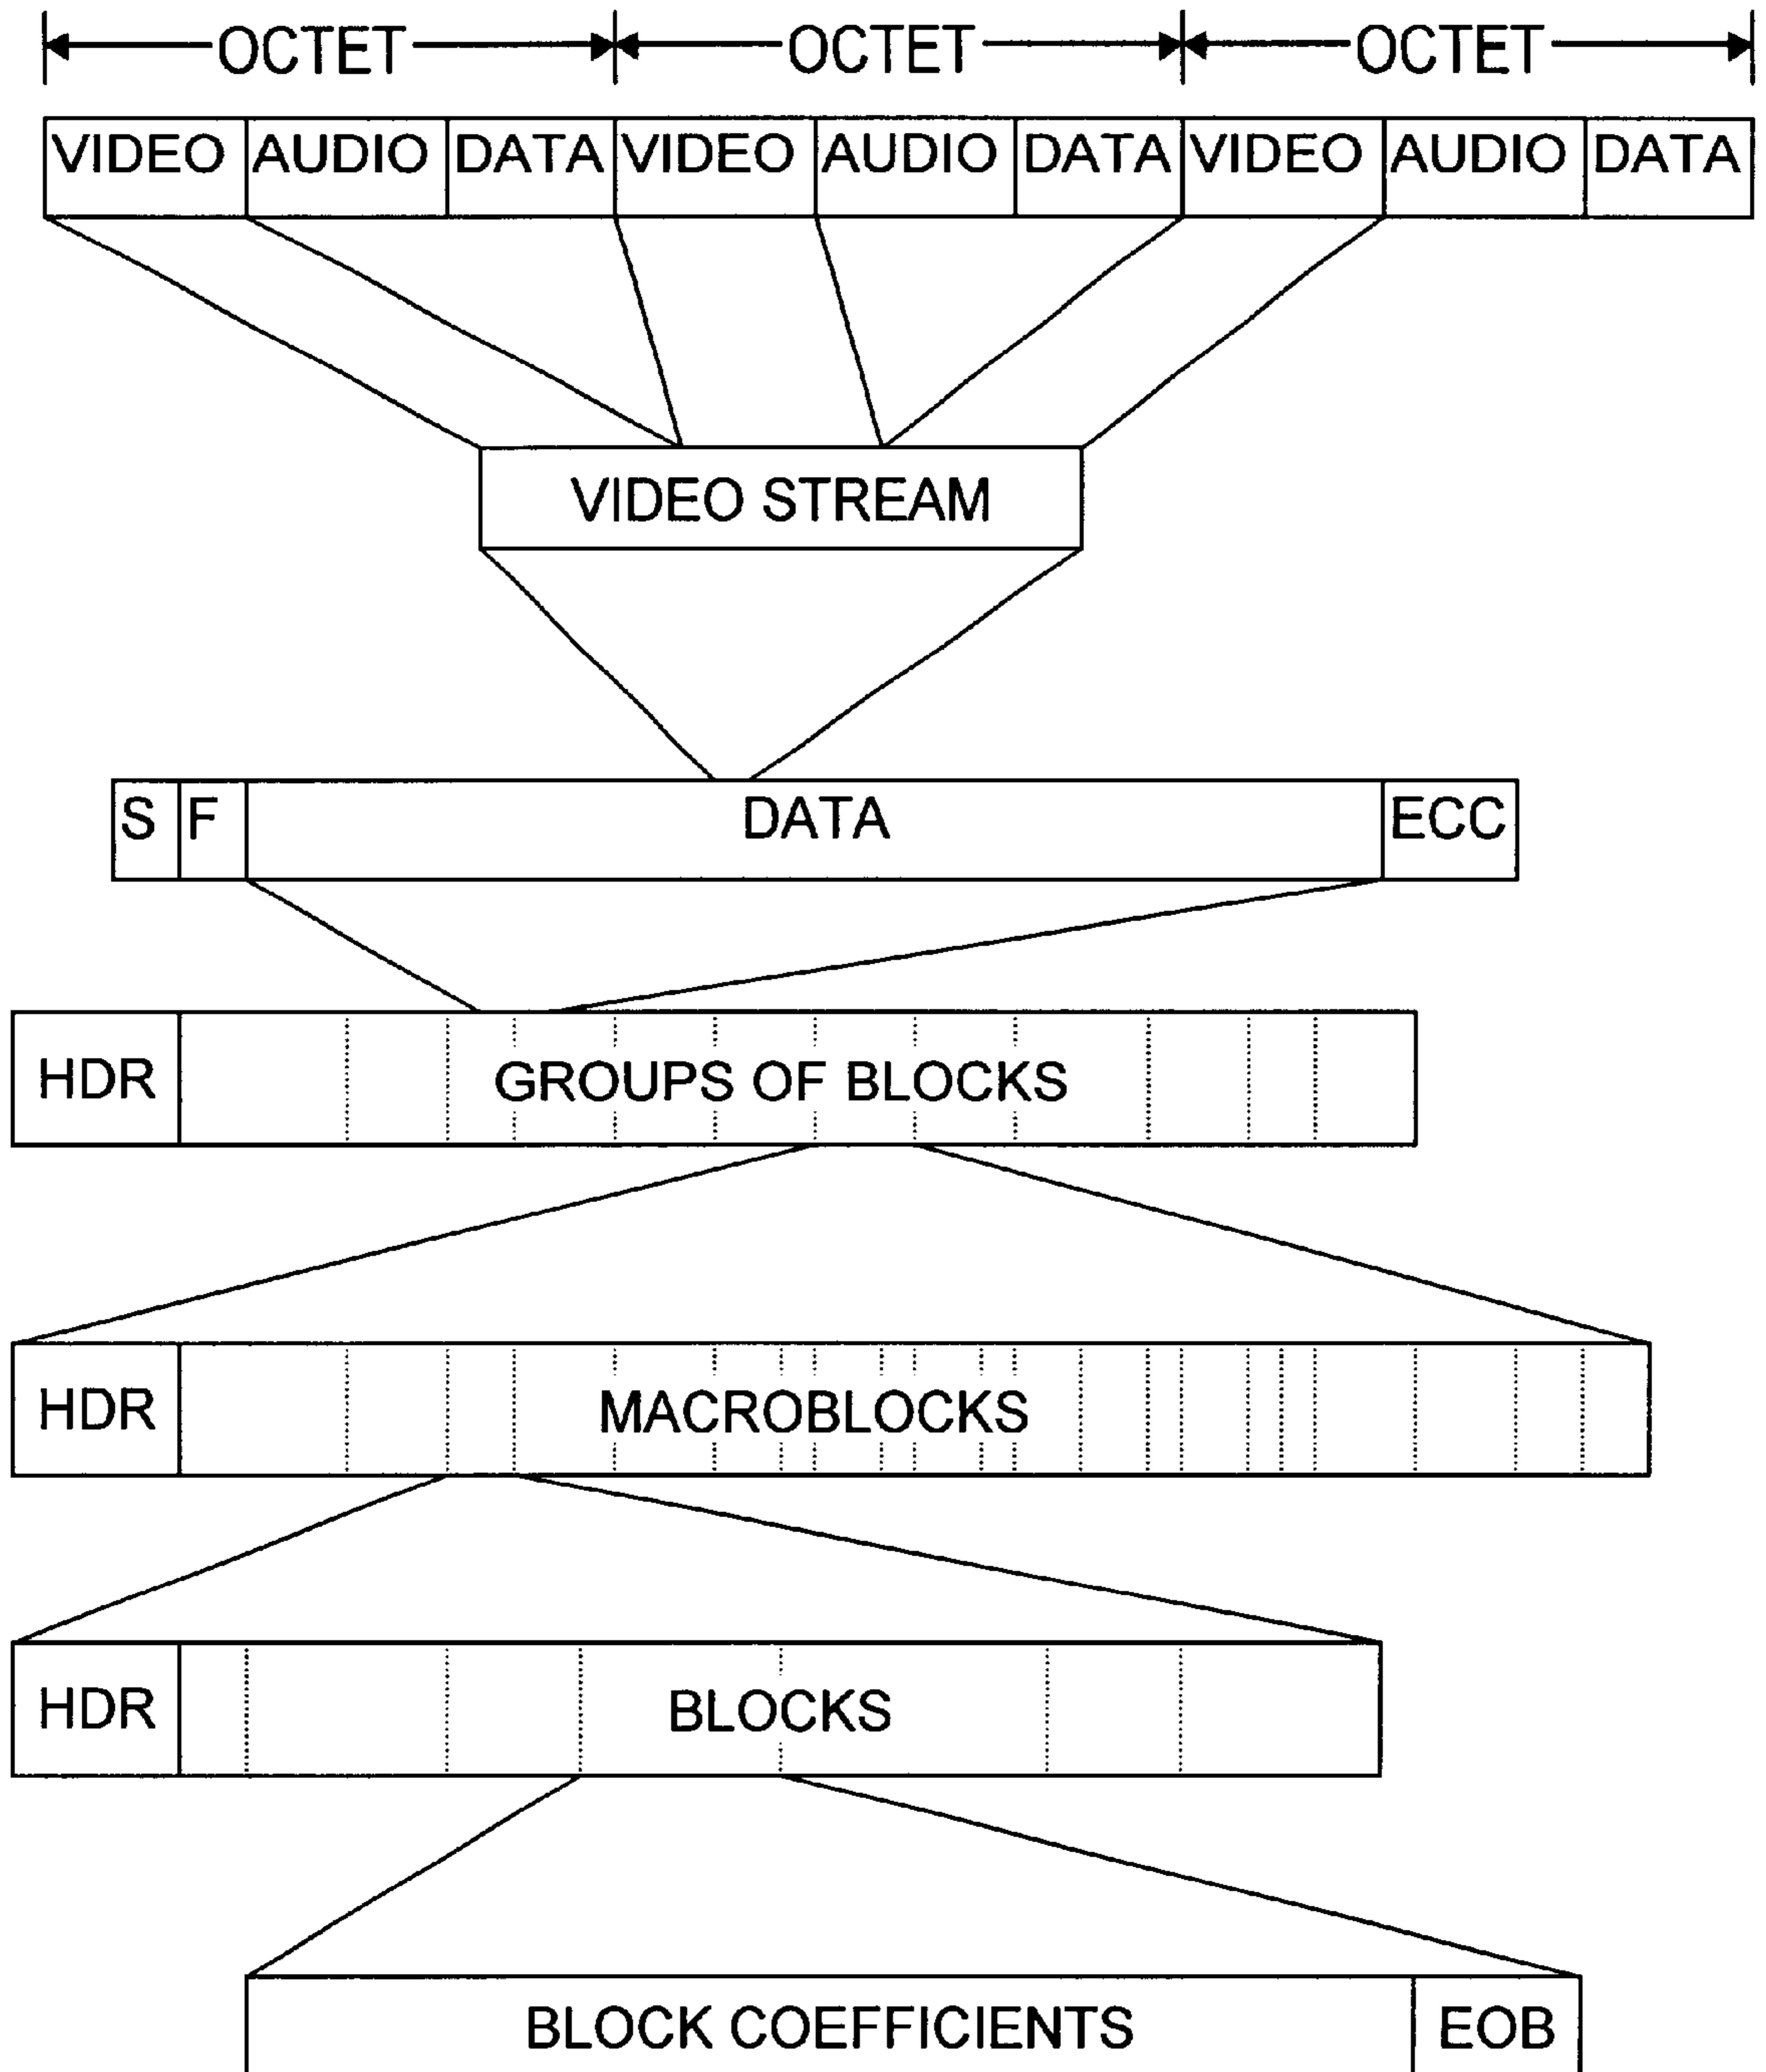 OCTET OCTET OCTET
VIDEO AUDIO DATA VIDEO AUDIO DATA VIDEO AUDIO DATA
VIDEO STREAM
S F DATA ECC
HDR GROUPS OF BLOCKS
HDR MACROBLOCKS
HDR BLOCKS
BLOCK COEFFICIENTS EOB